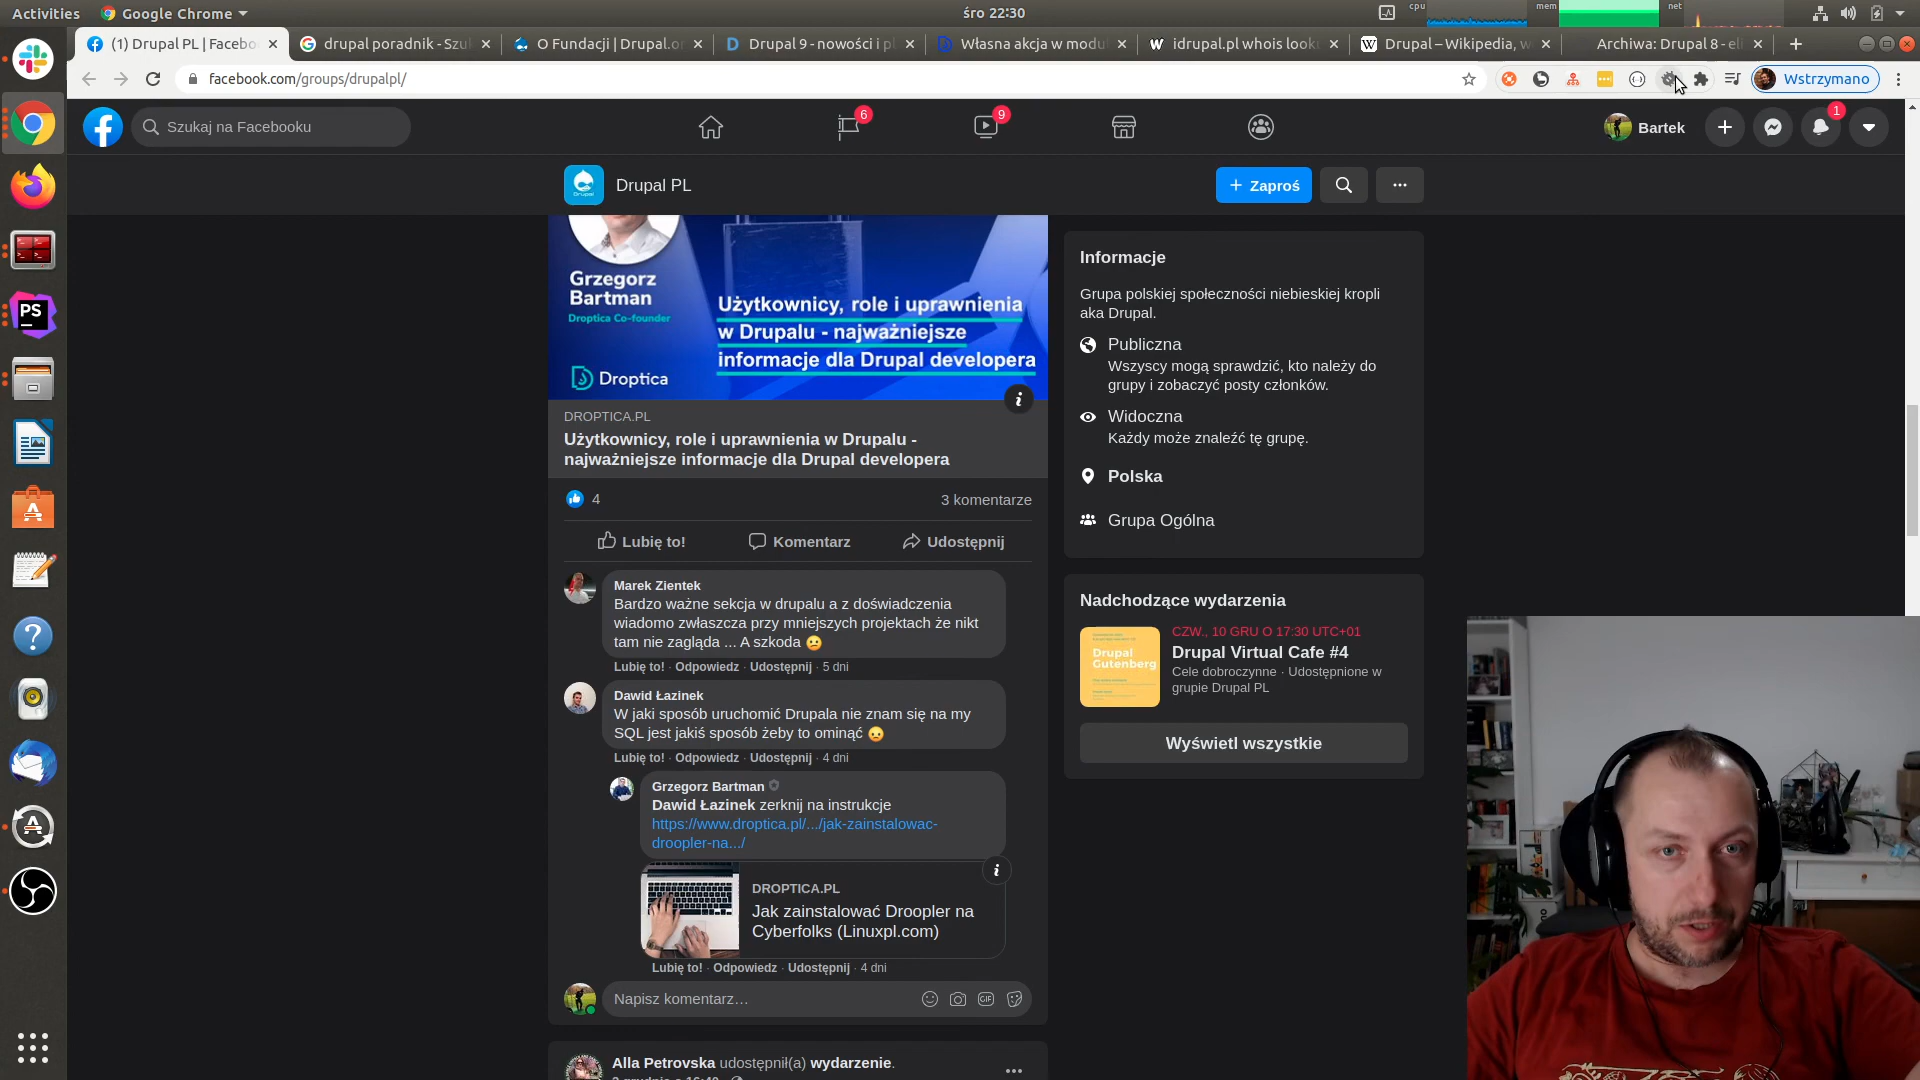 Activities
Google Chrome
śro 22:30
cpu
mem
net
(1) Drupal PL | Facebo
drupal poradnik - Szu
O Fundacji | Drupal.o
Drupal 9 - nowości i p
Własna akcja w modu
idrupal.pl whois look
Drupal – Wikipedia, w
Archiwa: Drupal 8 - el
facebook.com/groups/drupalpl/
Wstrzymano
Szukaj na Facebooku
6
9
Bartek
1
Drupal PL
Zaproś
Grzegorz
Bartman
Droptica Co-founder
Droptica
Użytkownicy, role i uprawnienia
w Drupalu - najważniejsze
informacje dla Drupal developera
DROPTICA.PL
Użytkownicy, role i uprawnienia w Drupalu -
najważniejsze informacje dla Drupal developera
4
3 komentarze
Lubię to!
Komentarz
Udostępnij
Marek Zientek
Bardzo ważne sekcja w drupalu a z doświadczenia
wiadomo zwłaszcza przy mniejszych projektach że nikt
tam nie zagląda ... A szkoda 😕
Lubię to! · Odpowiedz · Udostępnij · 5 dni
Dawid Łazinek
W jaki sposób uruchomić Drupala nie znam się na my
SQL jest jakiś sposób żeby to ominąć 😞
Lubię to! · Odpowiedz · Udostępnij · 4 dni
Grzegorz Bartman
Dawid Łazinek zerknij na instrukcje
https://www.droptica.pl/.../jak-zainstalowac-
droopler-na.../
DROPTICA.PL
Jak zainstalować Droopler na
Cyberfolks (Linuxpl.com)
Lubię to! · Odpowiedz · Udostępnij · 4 dni
Napisz komentarz…
GIF
Alla Petrovska udostępnił(a) wydarzenie.
Informacje
Grupa polskiej społeczności niebieskiej kropli
aka Drupal.
Publiczna
Wszyscy mogą sprawdzić, kto należy do
grupy i zobaczyć posty członków.
Widoczna
Każdy może znaleźć tę grupę.
Polska
Grupa Ogólna
Nadchodzące wydarzenia
Drupal
Gutenberg
CZW., 10 GRU O 17:30 UTC+01
Drupal Virtual Cafe #4
Cele dobroczynne · Udostępnione w
grupie Drupal PL
Wyświetl wszystkie
PS